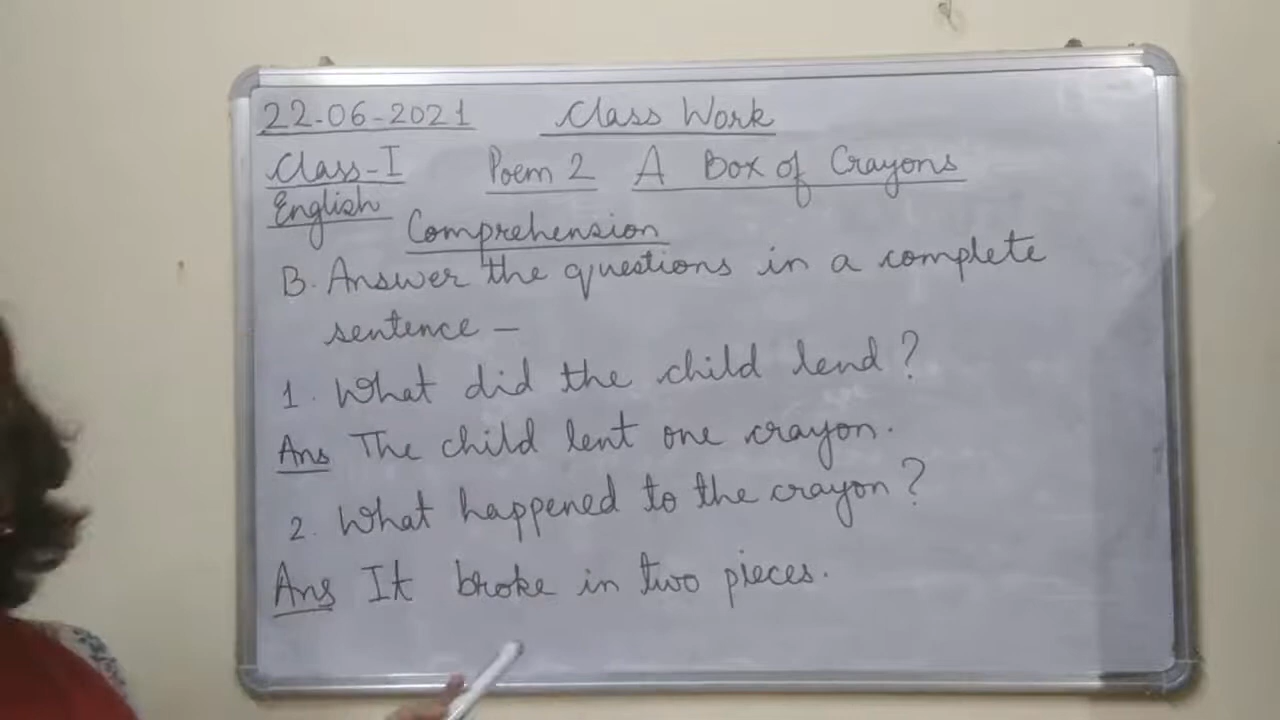 22-06-2021 Class Work
Class-I Poem 2 A Box of Crayons
English
Comprehension
B. Answer the questions in a complete
sentence -
1. What did the child lend?
Ans The child lent one crayon.
2. What happened to the crayon?
Ans It broke in two pieces.